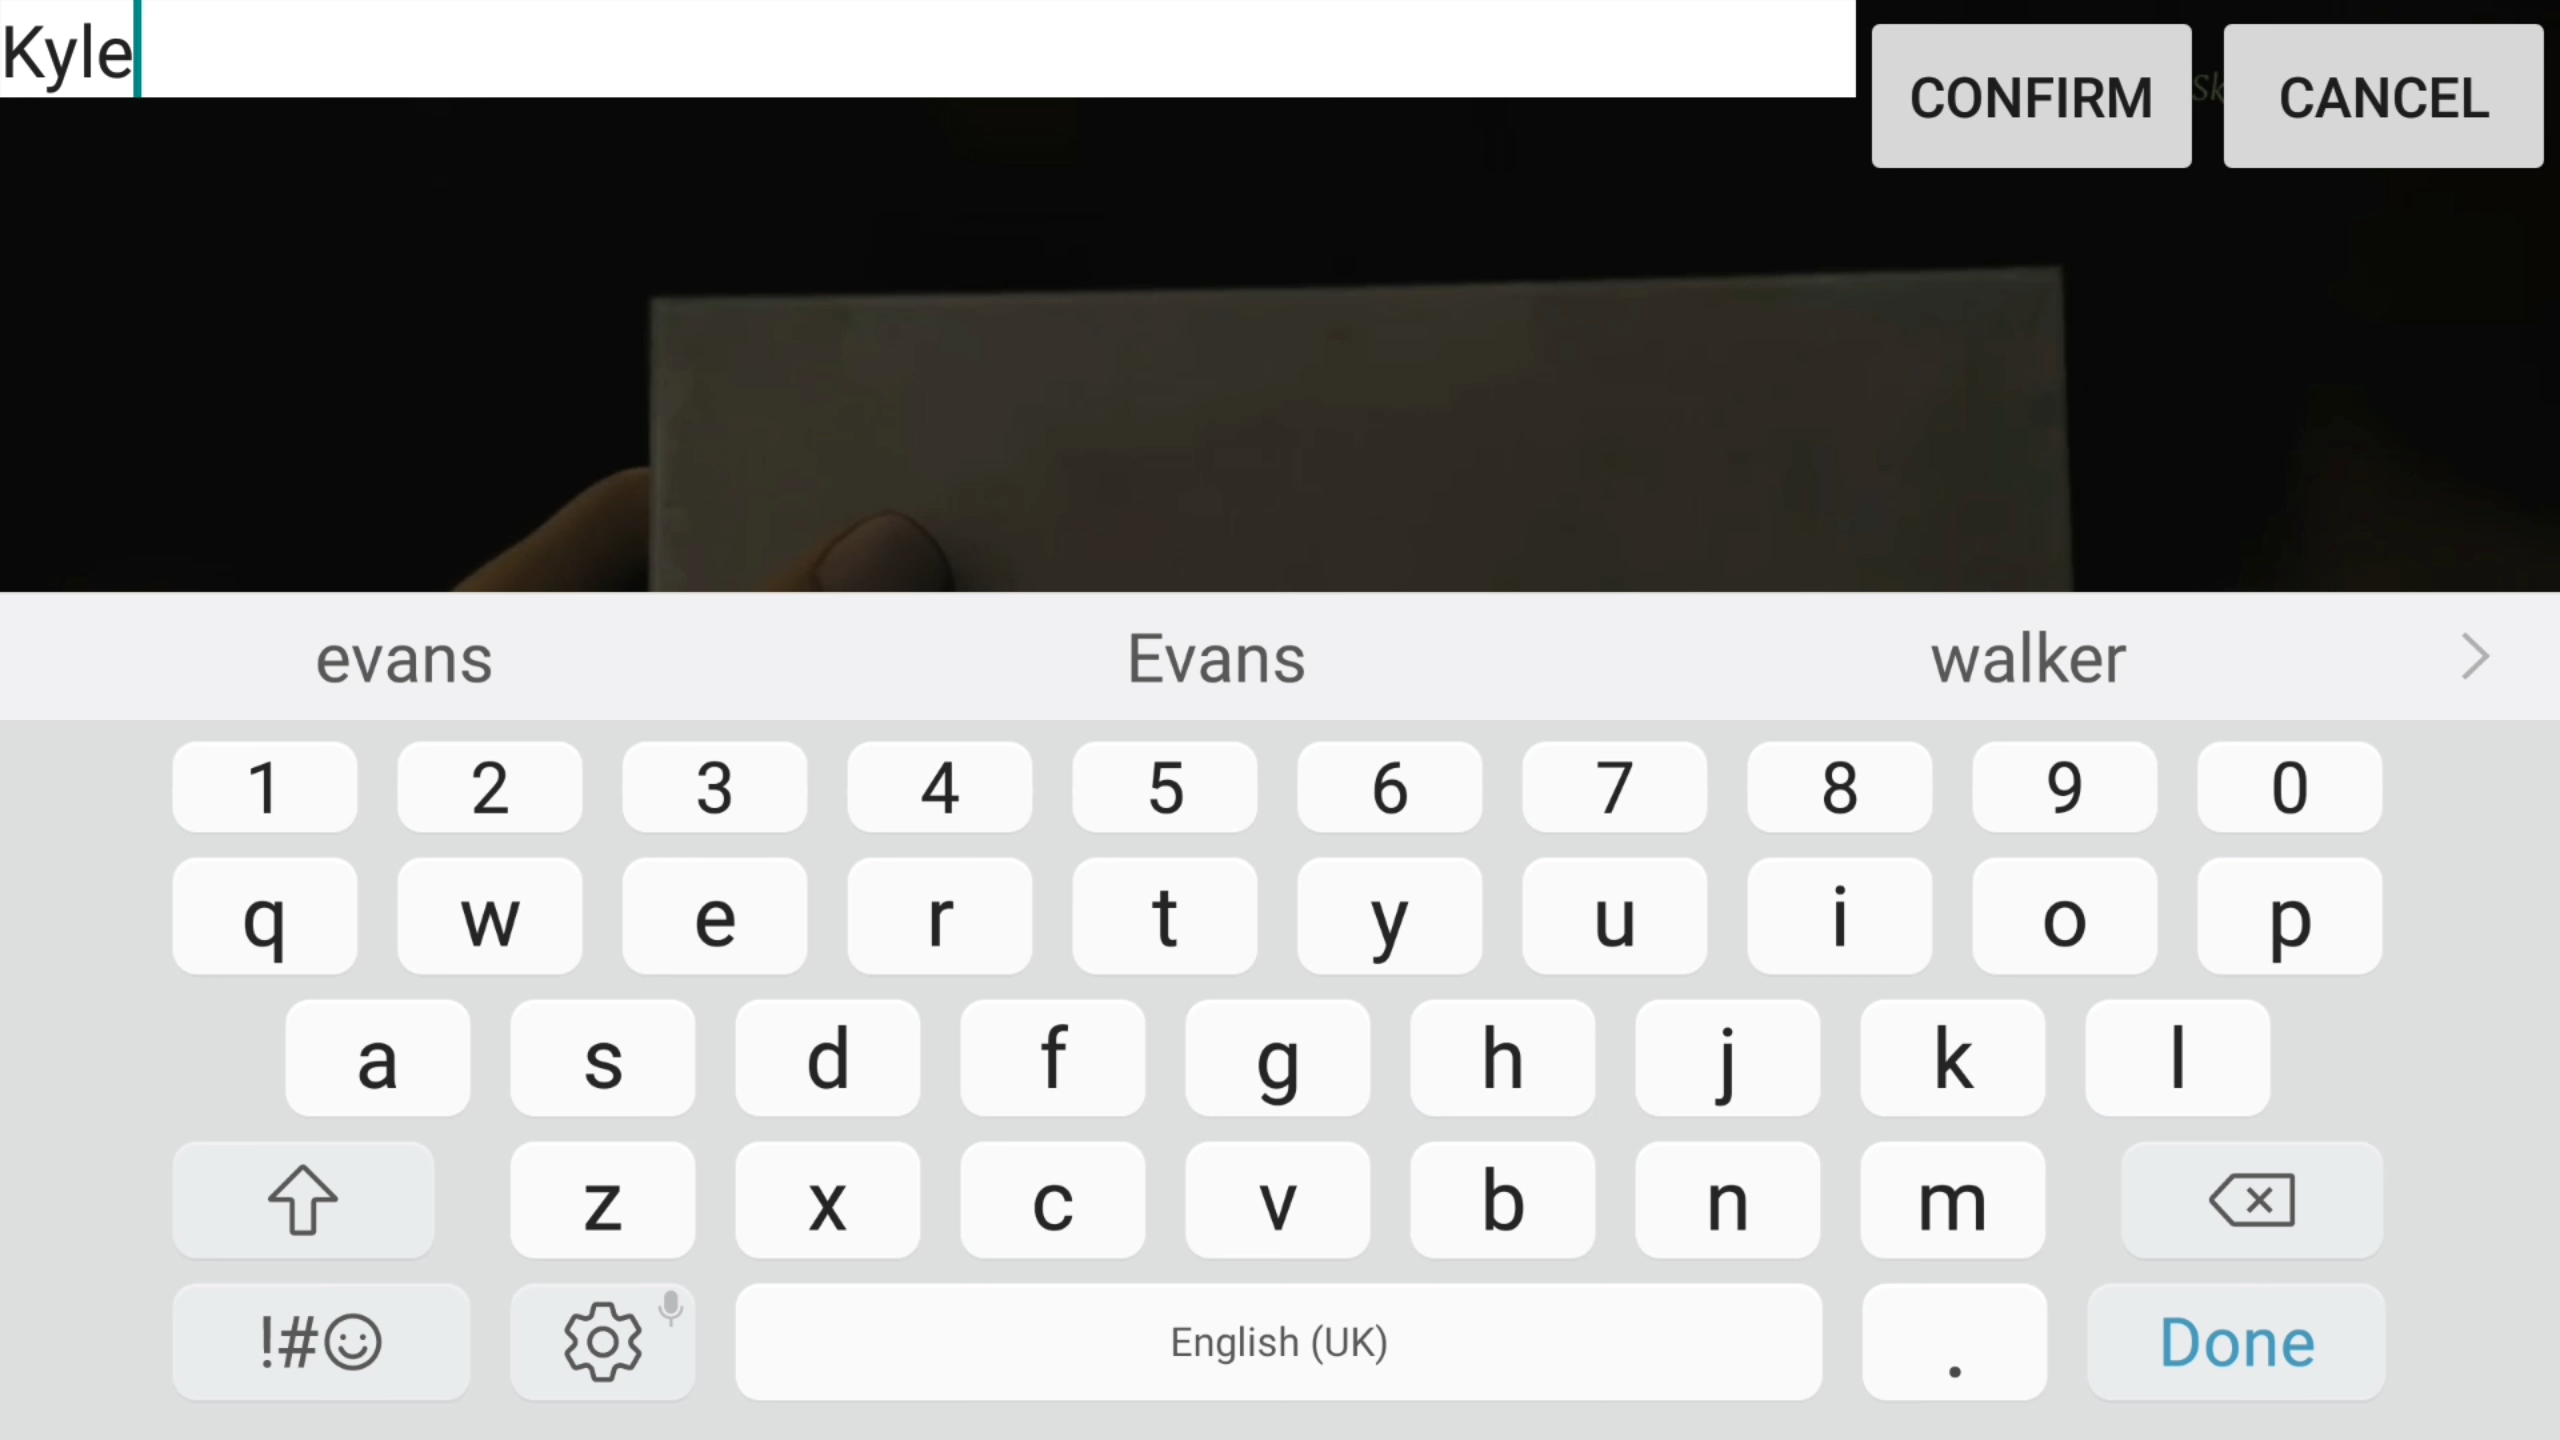 Kyle
CONFIRM
Sk
CANCEL
evans Evans walker
1 2 3 4 5 6 7 8 9 0
q w e r t y u i o p
a s d f g h j k l
z x c v b n m
!#☺ English (UK) . Done